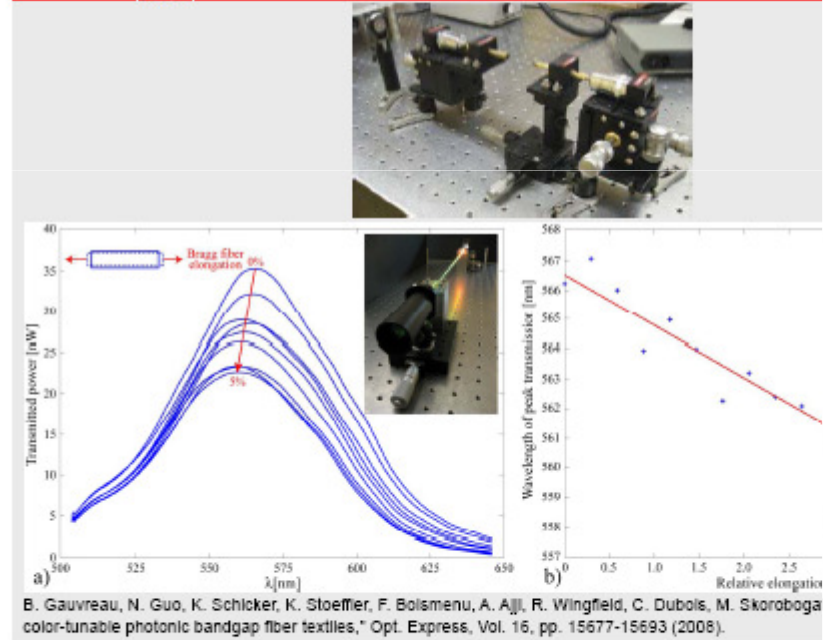 40
35
30
25
20
15
10
5
0
Transmitted power [mW]
Bragg fiber
elongation
0%
5%
500 525 550 575 600 625 650
λ[nm]
a)
568
567
566
565
564
563
562
561
560
559
558
557
Wavelength of peak transmission [nm]
0 0.5 1.0 1.5 2.0 2.5
Relative elongation
b)
B. Gauvreau, N. Guo, K. Schicker, K. Stoeffler, F. Boismenu, A. Ajji, R. Wingfield, C. Dubois, M. Skoroboga
color-tunable photonic bandgap fiber textiles," Opt. Express, Vol. 16, pp. 15677-15693 (2008).